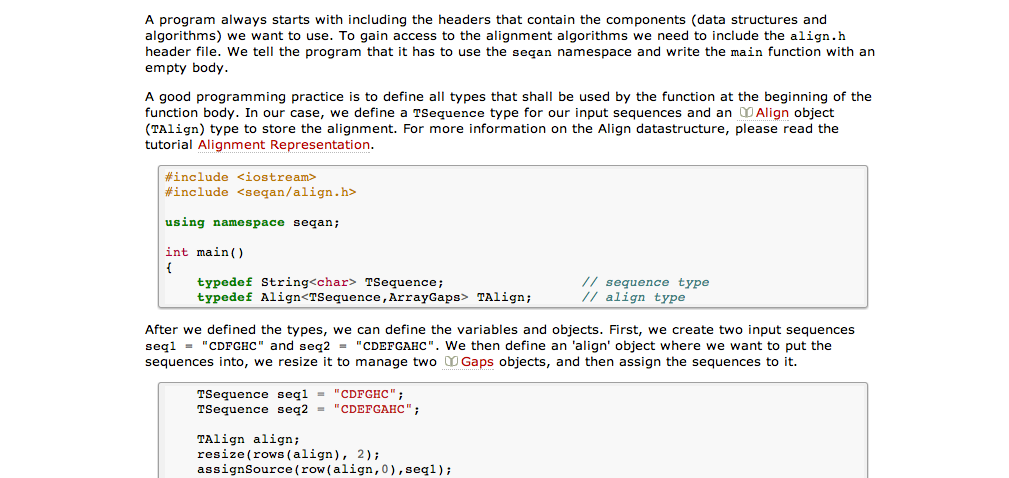 A program always starts with including the headers that contain the components (data structures and
algorithms) we want to use. To gain access to the alignment algorithms we need to include the align.h
header file. We tell the program that it has to use the seqan namespace and write the main function with an
empty body.
A good programming practice is to define all types that shall be used by the function at the beginning of the
function body. In our case, we define a TSequence type for our input sequences and an Align object
(TAlign) type to store the alignment. For more information on the Align datastructure, please read the
tutorial Alignment Representation.
#include <iostream>
#include <seqan/align.h>
using namespace seqan;
int main()
{
typedef String<char> TSequence; // sequence type
typedef Align<TSequence,ArrayGaps> TAlign; // align type
After we defined the types, we can define the variables and objects. First, we create two input sequences
seq1 = "CDFGHC" and seq2 = "CDEFGAHC". We then define an 'align' object where we want to put the
sequences into, we resize it to manage two Gaps objects, and then assign the sequences to it.
TSequence seq1 = "CDFGHC";
TSequence seq2 = "CDEFGAHC";
TAlign align;
resize(rows(align), 2);
assignSource(row(align,0),seq1);